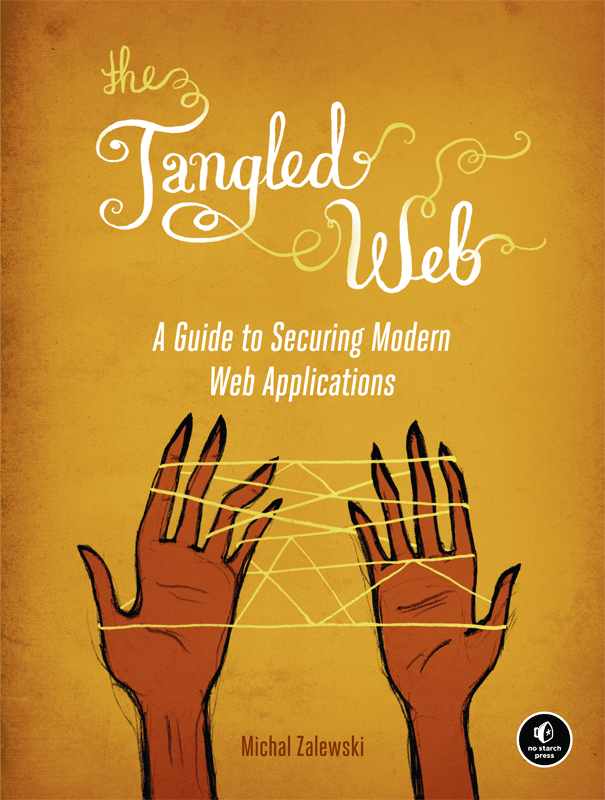 the
Tangled
Web
A Guide to Securing Modern
Web Applications
Michal Zalewski
no starch
press